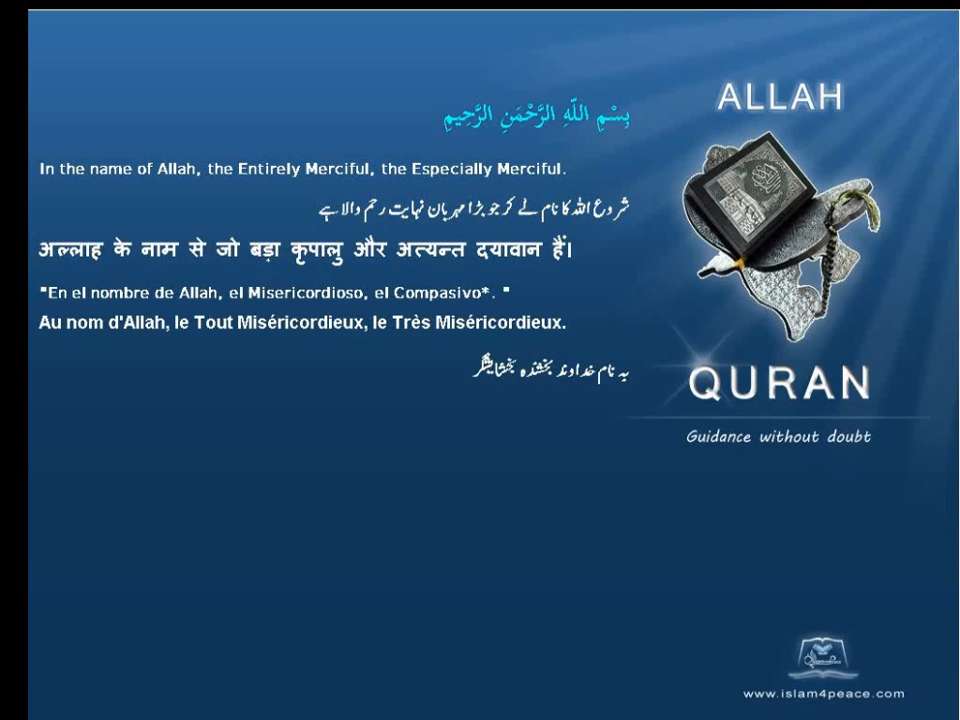 بِسْمِ اللَّهِ الرَّحْمَنِ الرَّحِيمِ
In the name of Allah, the Entirely Merciful, the Especially Merciful.
شروع اللہ کا نام لے کر جو بڑا مہربان نہایت رحم والا ہے
अल्लाह के नाम से जो बड़ा कृपालु और अत्यन्त दयावान हैं।
"En el nombre de Allah, el Misericordioso, el Compasivo*. "
Au nom d'Allah, le Tout Miséricordieux, le Très Miséricordieux.
به نام خداوند بخشنده بخشایشگر
ALLAH
QURAN
Guidance without doubt
www.islam4peace.com